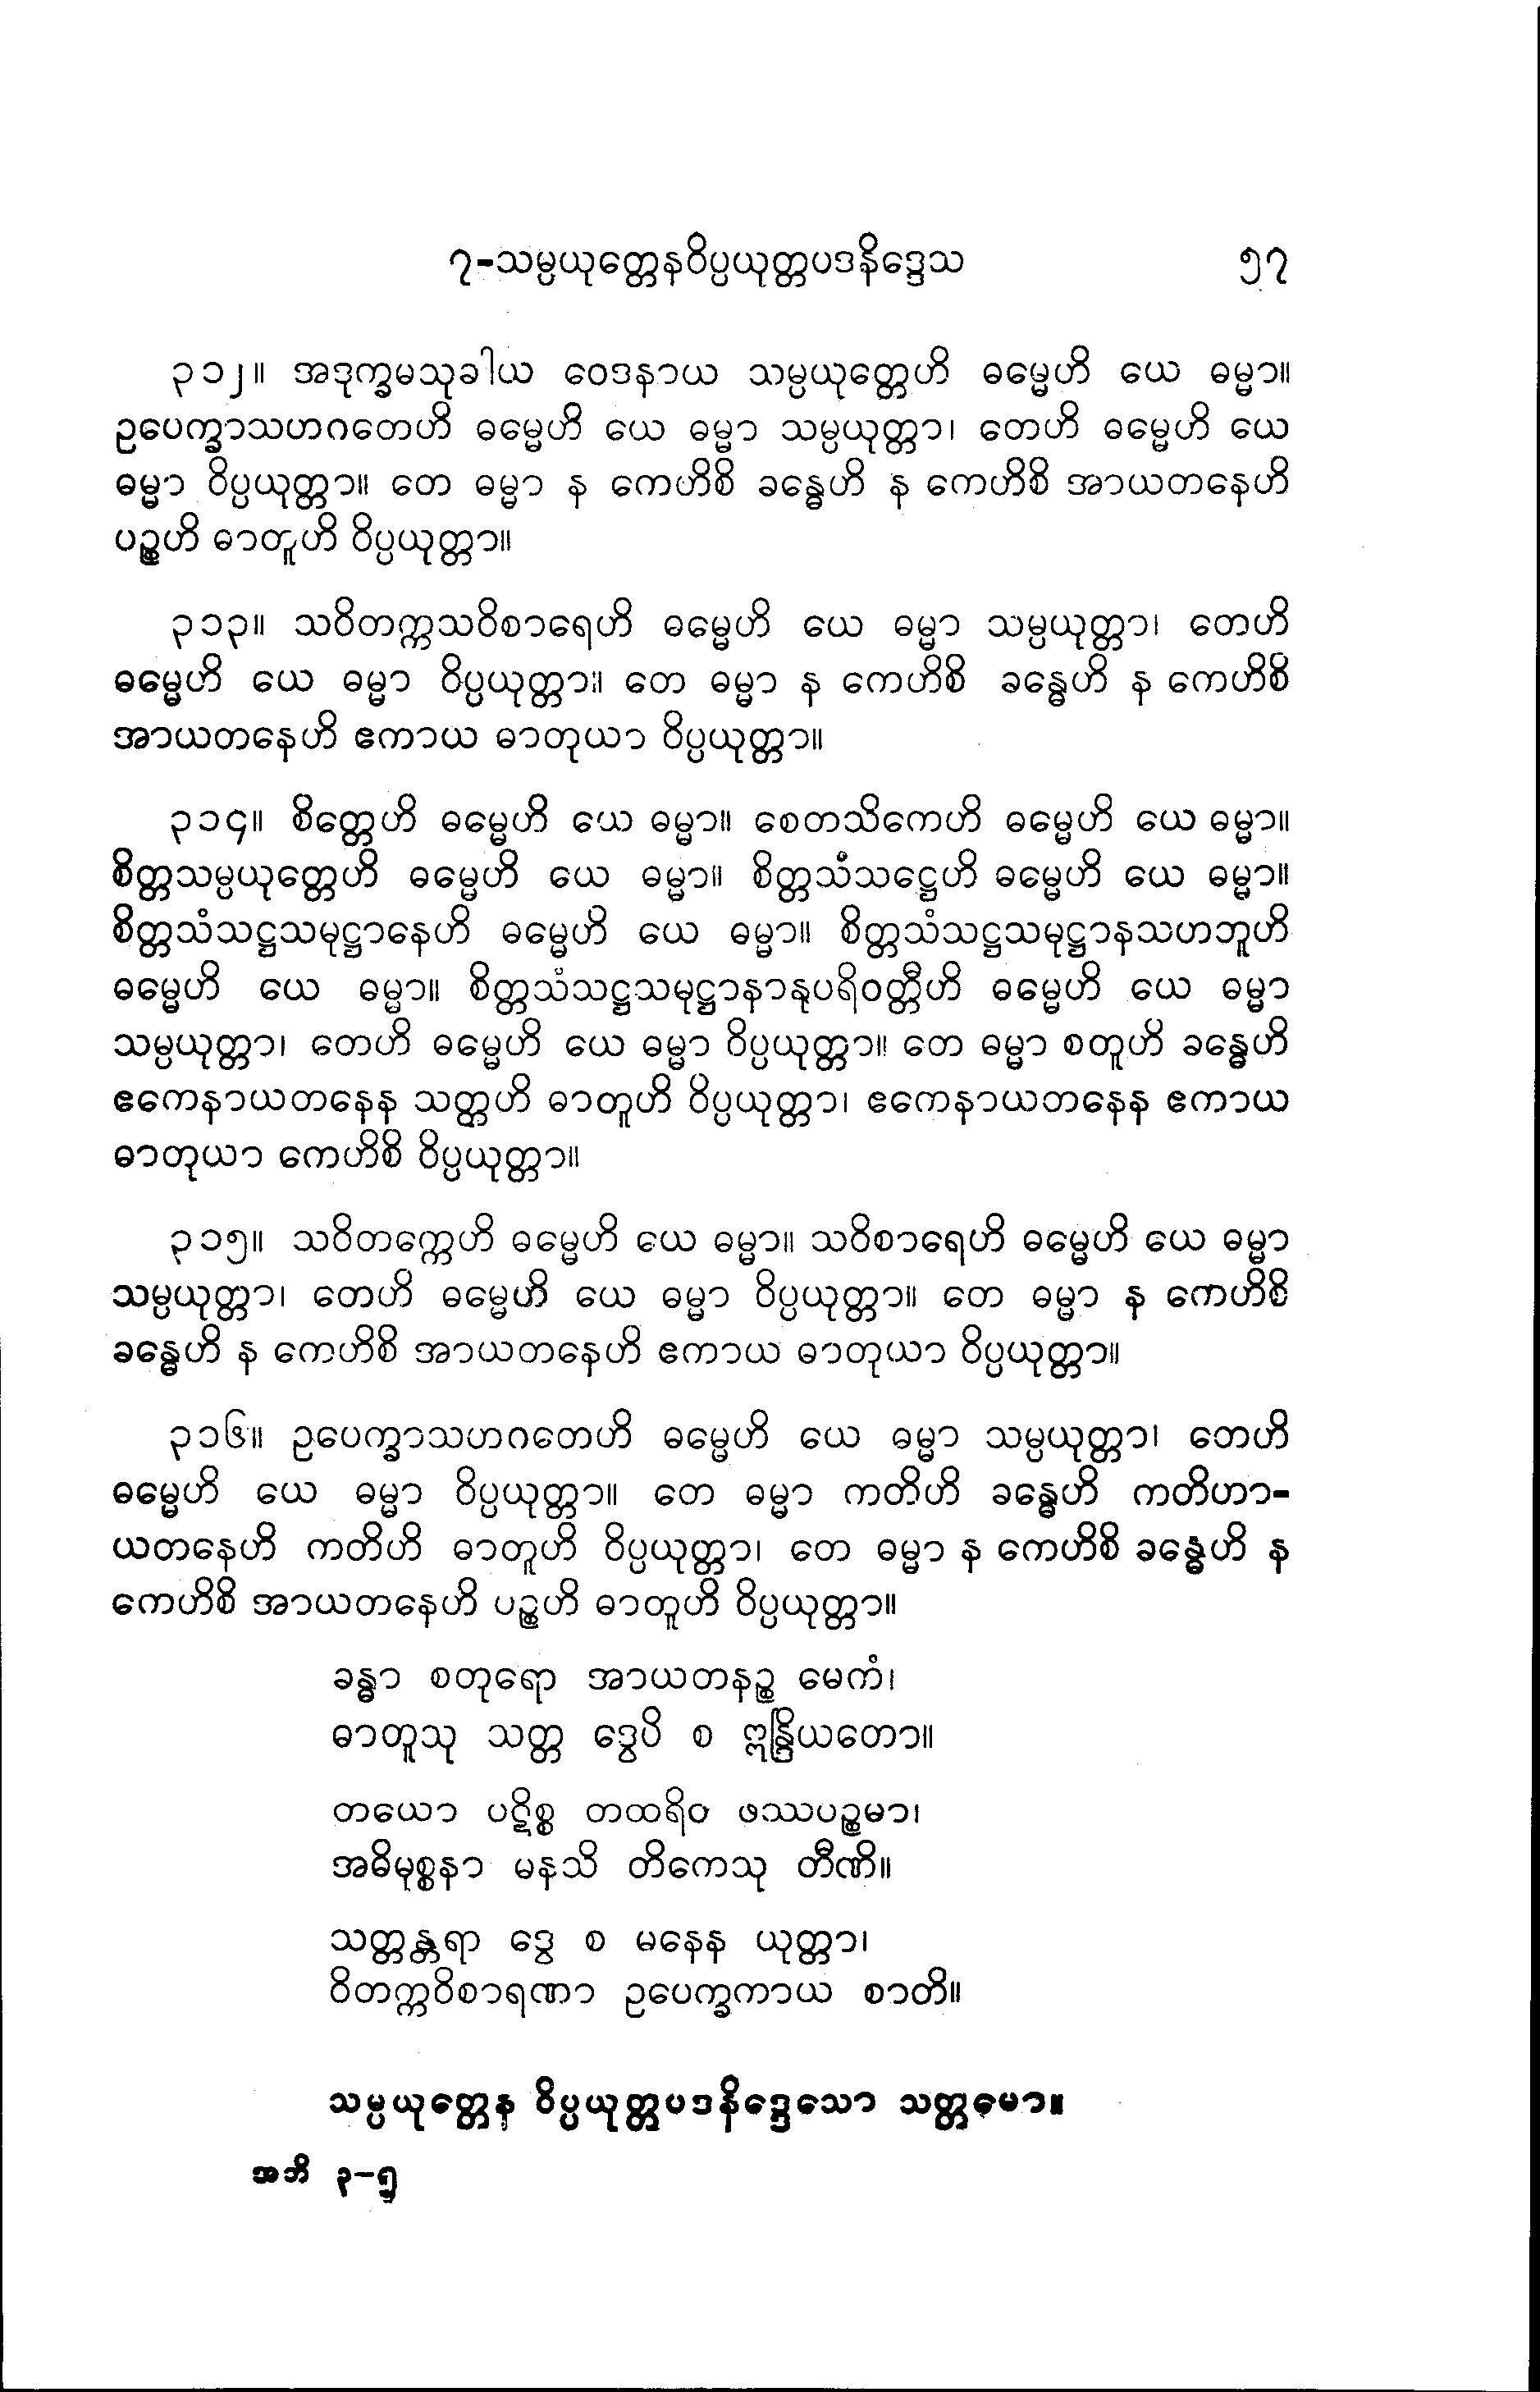 ၇-သမ္ပယုတ္တေနဝိပ္ပယုတ္တပဒနိဒ္ဒေသ ၅၇
၃၁၂။ အဒုက္ခမသုခါယ ဝေဒနာယ သမ္ပယုတ္တေဟိ ဓမ္မေဟိ ယေ ဓမ္မာ။
ဥပေက္ခာသဟဂတေဟိ ဓမ္မေဟိ ယေ ဓမ္မာ သမ္ပယုတ္တာ၊ တေဟိ ဓမ္မေဟိ ယေ
ဓမ္မာ ဝိပ္ပယုတ္တာ။ တေ ဓမ္မာ န ကေဟိစိ ခန္ဓေဟိ န ကေဟိစိ အာယတနေဟိ
ပဉ္စဟိ ဓာတူဟိ ဝိပ္ပယုတ္တာ။
၃၁၃။ သဝိတက္ကသဝိစာရေဟိ ဓမ္မေဟိ ယေ ဓမ္မာ သမ္ပယုတ္တာ၊ တေဟိ
ဓမ္မေဟိ ယေ ဓမ္မာ ဝိပ္ပယုတ္တာ။ တေ ဓမ္မာ န ကေဟိစိ ခန္ဓေဟိ န ကေဟိစိ
အာယတနေဟိ ဧကာယ ဓာတုယာ ဝိပ္ပယုတ္တာ။
၃၁၄။ စိတ္တေဟိ ဓမ္မေဟိ ယေ ဓမ္မာ။ စေတသိကေဟိ ဓမ္မေဟိ ယေ ဓမ္မာ။
စိတ္တသမ္ပယုတ္တေဟိ ဓမ္မေဟိ ယေ ဓမ္မာ။ စိတ္တသံသဋ္ဌေဟိ ဓမ္မေဟိ ယေ ဓမ္မာ။
စိတ္တသံသဋ္ဌသမုဋ္ဌာနေဟိ ဓမ္မေဟိ ယေ ဓမ္မာ။ စိတ္တသံသဋ္ဌသမုဋ္ဌာနသဟဘူဟိ
ဓမ္မေဟိ ယေ ဓမ္မာ။ စိတ္တသံသဋ္ဌသမုဋ္ဌာနာနုပရိဝတ္တီဟိ ဓမ္မေဟိ ယေ ဓမ္မာ
သမ္ပယုတ္တာ၊ တေဟိ ဓမ္မေဟိ ယေ ဓမ္မာ ဝိပ္ပယုတ္တာ။ တေ ဓမ္မာ စတူဟိ ခန္ဓေဟိ
ဧကေနာယတနေန သတ္တဟိ ဓာတူဟိ ဝိပ္ပယုတ္တာ၊ ဧကေနာယတနေန ဧကာယ
ဓာတုယာ ကေဟိစိ ဝိပ္ပယုတ္တာ။
၃၁၅။ သဝိတက္ကေဟိ ဓမ္မေဟိ ယေ ဓမ္မာ။ သဝိစာရေဟိ ဓမ္မေဟိ ယေ ဓမ္မာ
သမ္ပယုတ္တာ၊ တေဟိ ဓမ္မေဟိ ယေ ဓမ္မာ ဝိပ္ပယုတ္တာ။ တေ ဓမ္မာ န ကေဟိစိ
ခန္ဓေဟိ န ကေဟိစိ အာယတနေဟိ ဧကာယ ဓာတုယာ ဝိပ္ပယုတ္တာ။
၃၁၆။ ဥပေက္ခာသဟဂတေဟိ ဓမ္မေဟိ ယေ ဓမ္မာ သမ္ပယုတ္တာ၊ တေဟိ
ဓမ္မေဟိ ယေ ဓမ္မာ ဝိပ္ပယုတ္တာ။ တေ ဓမ္မာ ကတိဟိ ခန္ဓေဟိ ကတိဟာ-
ယတနေဟိ ကတိဟိ ဓာတူဟိ ဝိပ္ပယုတ္တာ၊ တေ ဓမ္မာ န ကေဟိစိ ခန္ဓေဟိ န
ကေဟိစိ အာယတနေဟိ ပဉ္စဟိ ဓာတူဟိ ဝိပ္ပယုတ္တာ။
ခန္ဓာ စတုရော အာယတနဉ္စ မေကံ၊
ဓာတူသု သတ္တ ဒွေပိ စ ဣန္ဒြိယတော။
တယော ပဋိစ္စ တထရိဝ ဖဿပဉ္စမာ၊
အဓိမုစ္စနာ မနသိ တိကေသု တီဏိ။
သတ္တန္တရာ ဒွေ စ မနေန ယုတ္တာ၊
ဝိတက္ကဝိစာရဏာ ဥပေက္ခကာယ စာတိ။
သမ္ပယုတ္တေန ဝိပ္ပယုတ္တပဒနိဒ္ဒေသော သတ္တမော။
အဘိ ၃-၅